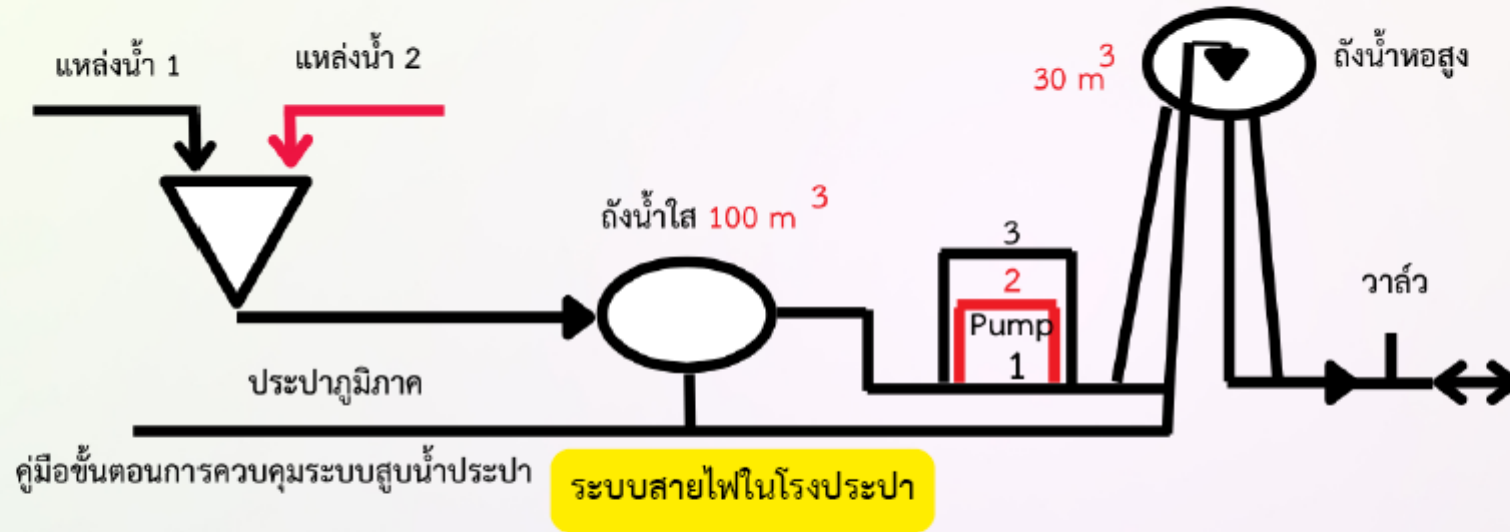 แหล่งน้ำ 1
แหล่งน้ำ 2
30 m 3
ถังน้ำหอสูง
ถังน้ำใส 100 m 3
3
2
Pump
1
วาล์ว
ประปาภูมิภาค
คู่มือขั้นตอนการควบคุมระบบสูบน้ำประปา
ระบบสายไฟในโรงประปา